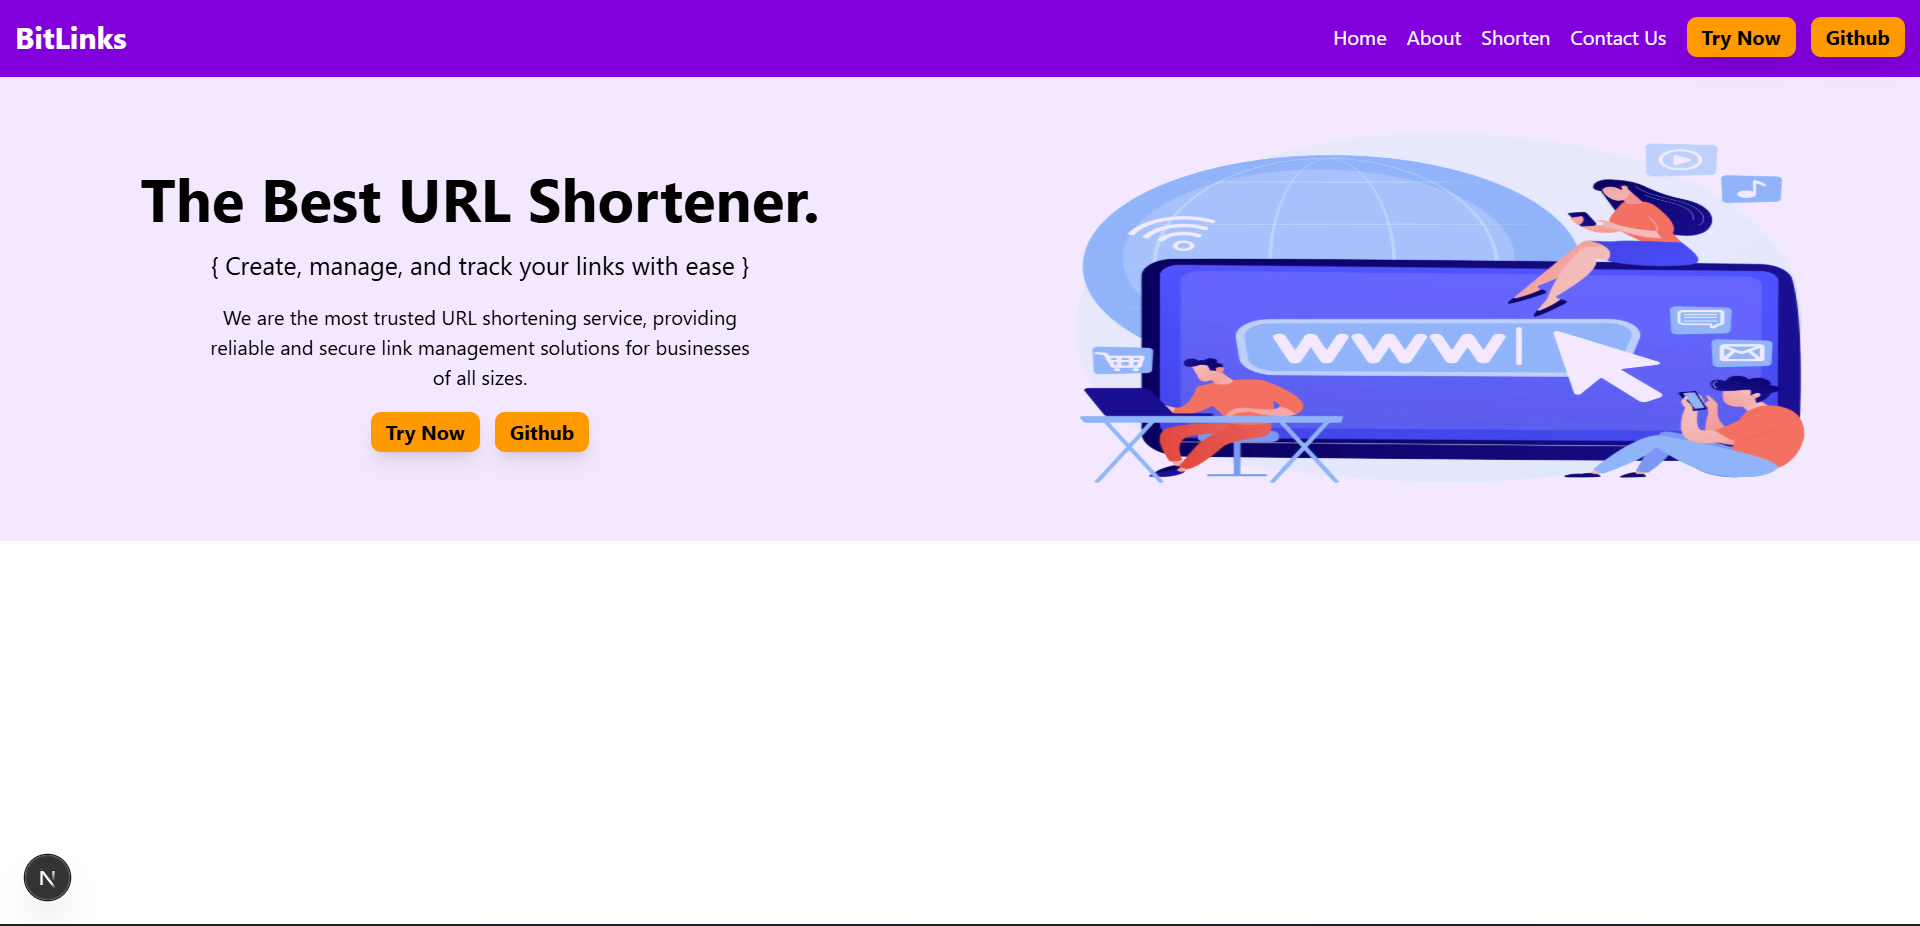 BitLinks
Home About Shorten Contact Us Try Now Github
The Best URL Shortener.
{ Create, manage, and track your links with ease }
We are the most trusted URL shortening service, providing
reliable and secure link management solutions for businesses
of all sizes.
Try Now Github
www|
N